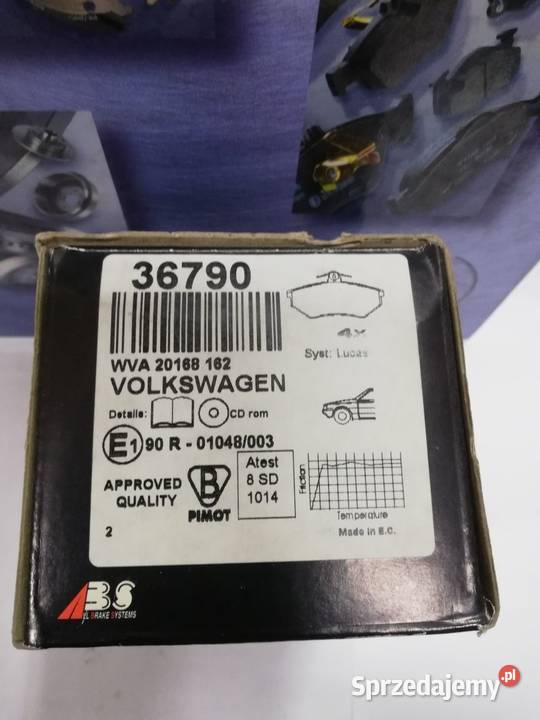 36790
4x
WVA 20168 162
Syst: Lucas
VOLKSWAGEN
Details: CD rom
E1 90 R - 01048/003
APPROVED
QUALITY
B
PIMOT
Atest
8 SD
1014
Friction
Temperature
Made in E.C.
2
ABS
ALL BRAKE SYSTEMS
Sprzedajemy.pl